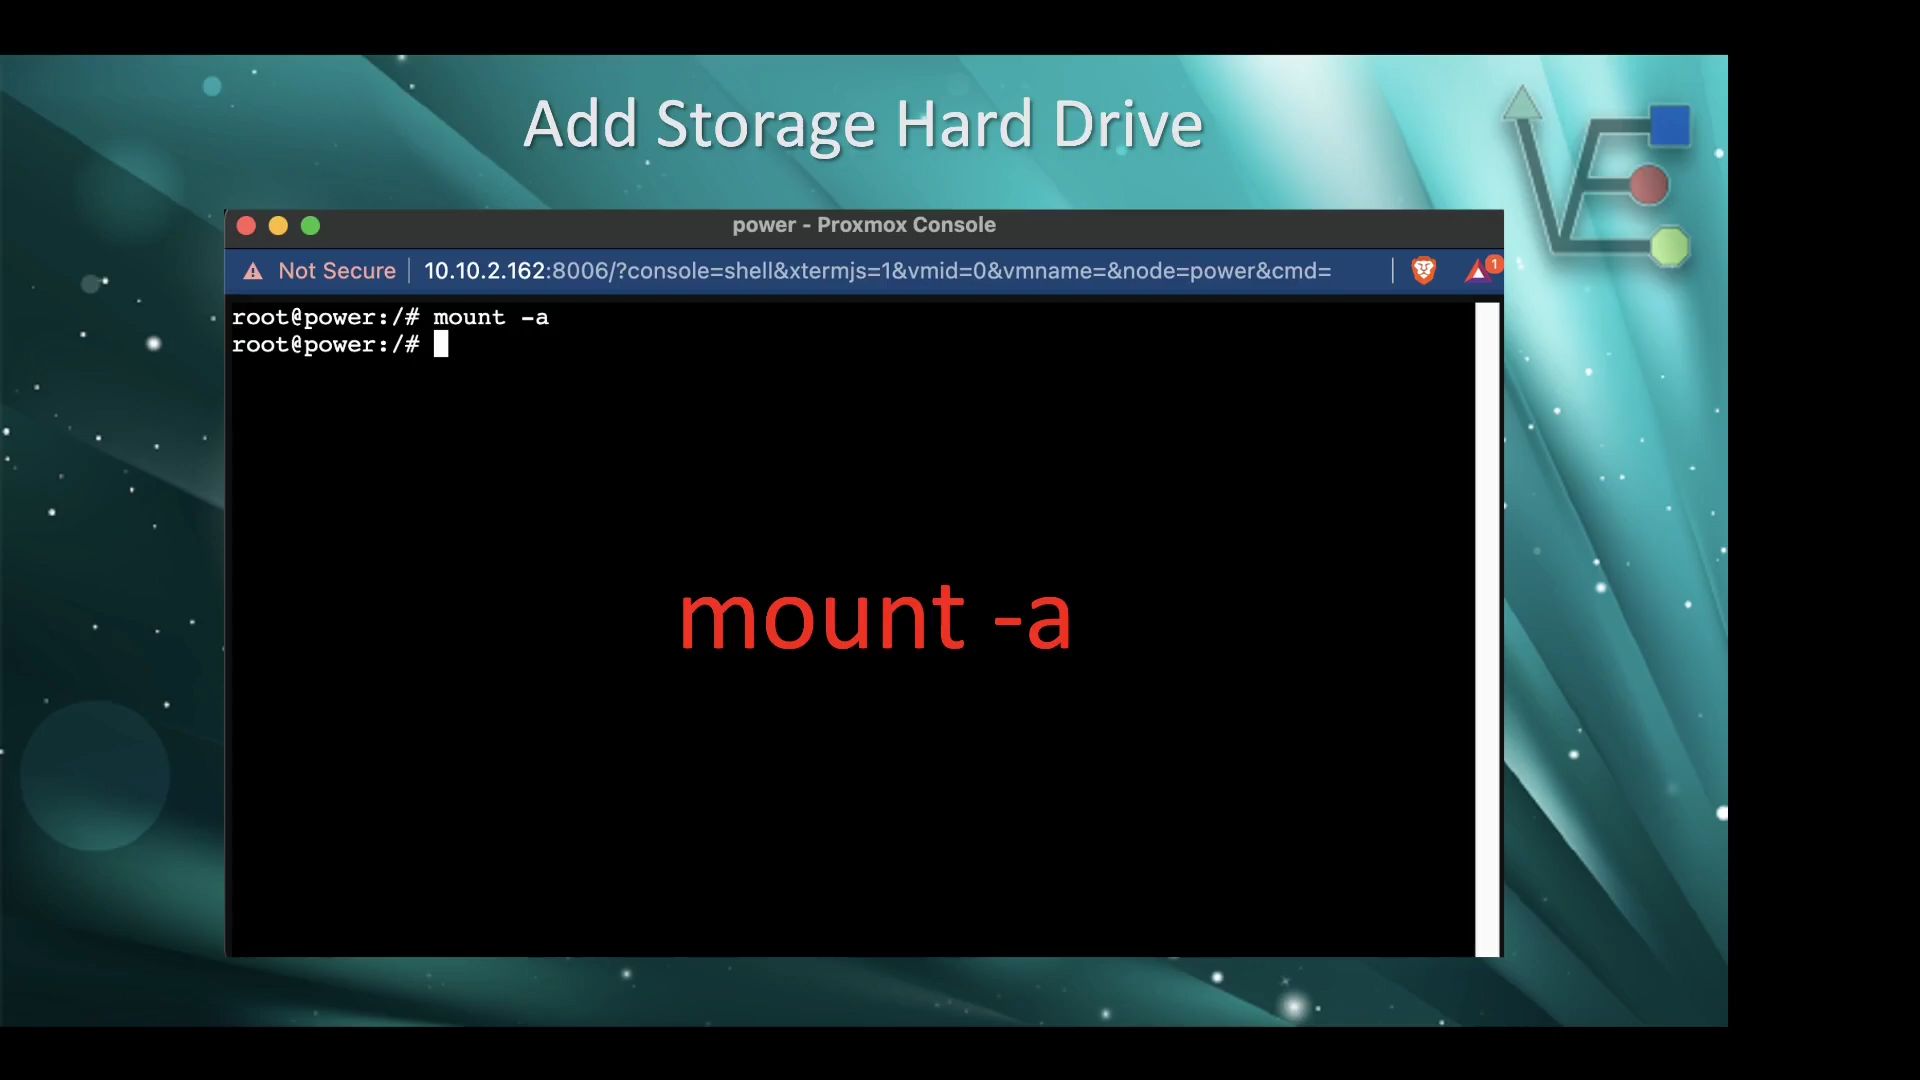 Add Storage Hard Drive
power - Proxmox Console
Not Secure 10.10.2.162:8006/?console=shell&xtermjs=1&vmid=0&vmname=&node=power&cmd=
1
root@power:/# mount -a
root@power:/#
mount -a